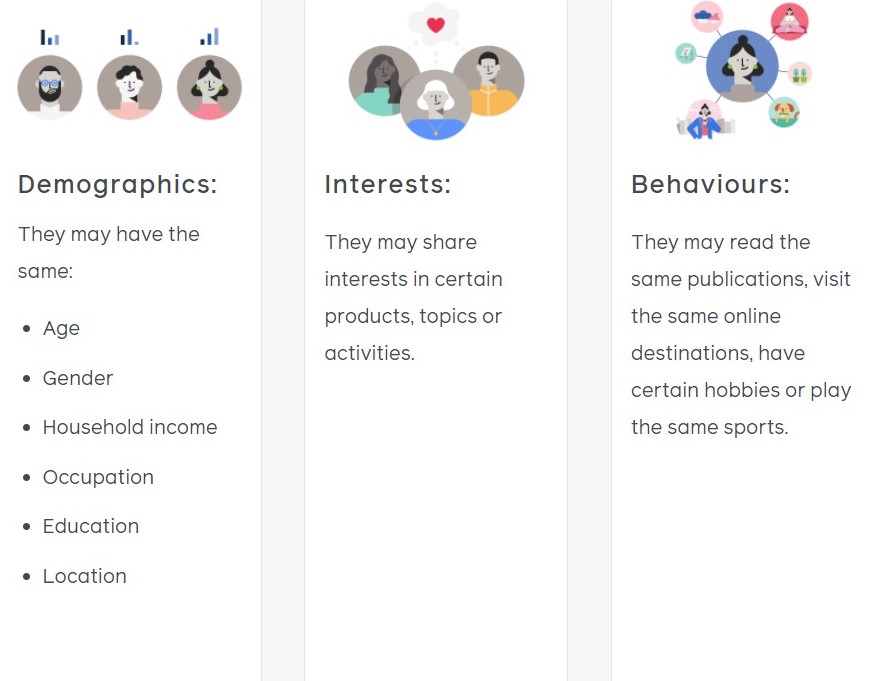 Demographics:
They may have the
same:
• Age
• Gender
• Household income
• Occupation
• Education
• Location
Interests:
They may share
interests in certain
products, topics or
activities.
Behaviours:
They may read the
same publications, visit
the same online
destinations, have
certain hobbies or play
the same sports.